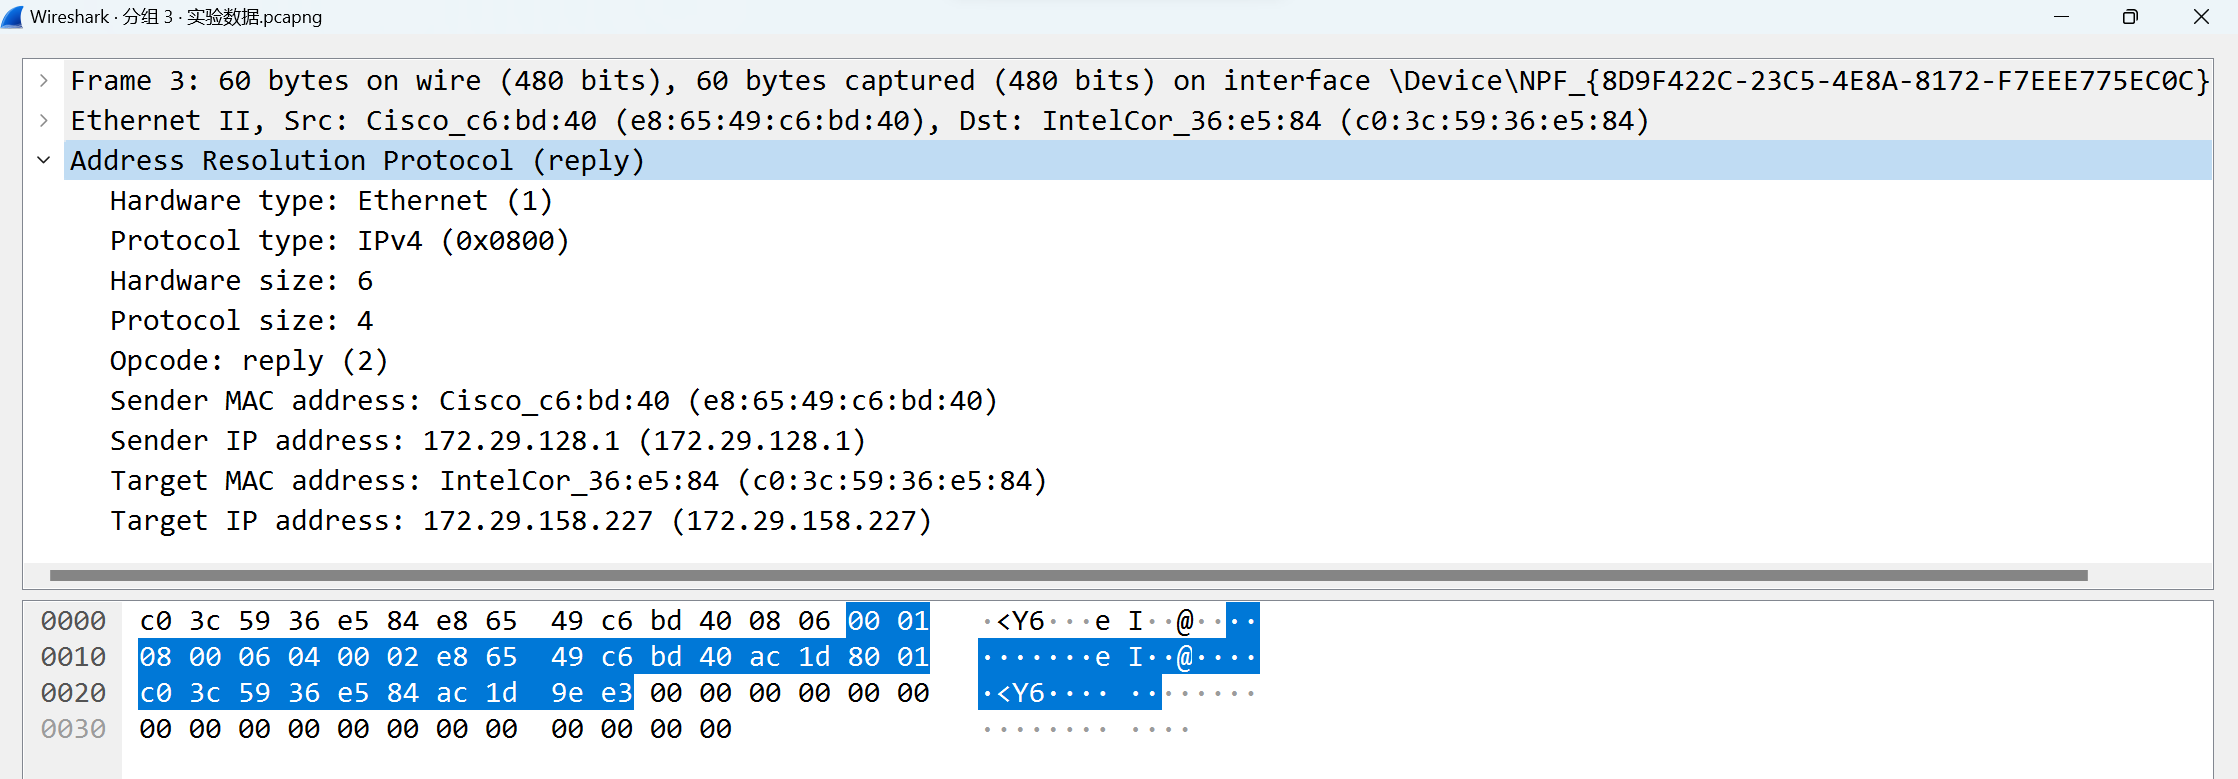 Wireshark · 分组 3 · 实验数据.pcapng
Frame 3: 60 bytes on wire (480 bits), 60 bytes captured (480 bits) on interface \Device\NPF_{8D9F422C-23C5-4E8A-8172-F7EEE775EC0C}
Ethernet II, Src: Cisco_c6:bd:40 (e8:65:49:c6:bd:40), Dst: IntelCor_36:e5:84 (c0:3c:59:36:e5:84)
Address Resolution Protocol (reply)
Hardware type: Ethernet (1)
Protocol type: IPv4 (0x0800)
Hardware size: 6
Protocol size: 4
Opcode: reply (2)
Sender MAC address: Cisco_c6:bd:40 (e8:65:49:c6:bd:40)
Sender IP address: 172.29.128.1 (172.29.128.1)
Target MAC address: IntelCor_36:e5:84 (c0:3c:59:36:e5:84)
Target IP address: 172.29.158.227 (172.29.158.227)
0000 c0 3c 59 36 e5 84 e8 65 49 c6 bd 40 08 06 00 01 ·<Y6···e I··@····
0010 08 00 06 04 00 02 e8 65 49 c6 bd 40 ac 1d 80 01 ·······e I··@····
0020 c0 3c 59 36 e5 84 ac 1d 9e e3 00 00 00 00 00 00 ·<Y6···· ········
0030 00 00 00 00 00 00 00 00 00 00 00 00 ········ ····